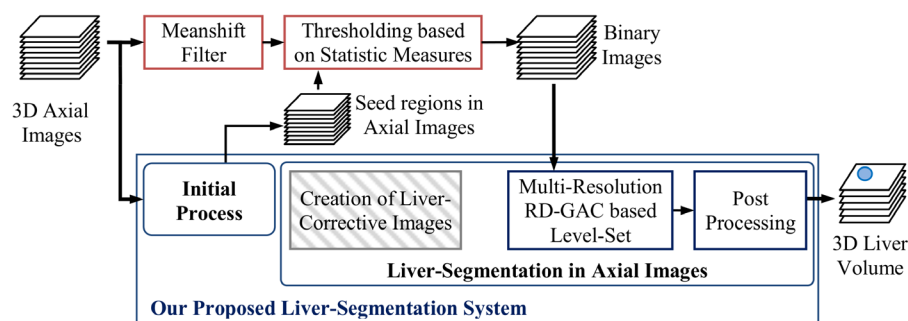 Meanshift
Filter
Thresholding based
on Statistic Measures
Binary
Images
3D Axial
Images
Seed regions in
Axial Images
Initial
Process
Creation of Liver-
Corrective Images
Multi-Resolution
RD-GAC based
Level-Set
Post
Processing
3D Liver
Volume
Liver-Segmentation in Axial Images
Our Proposed Liver-Segmentation System